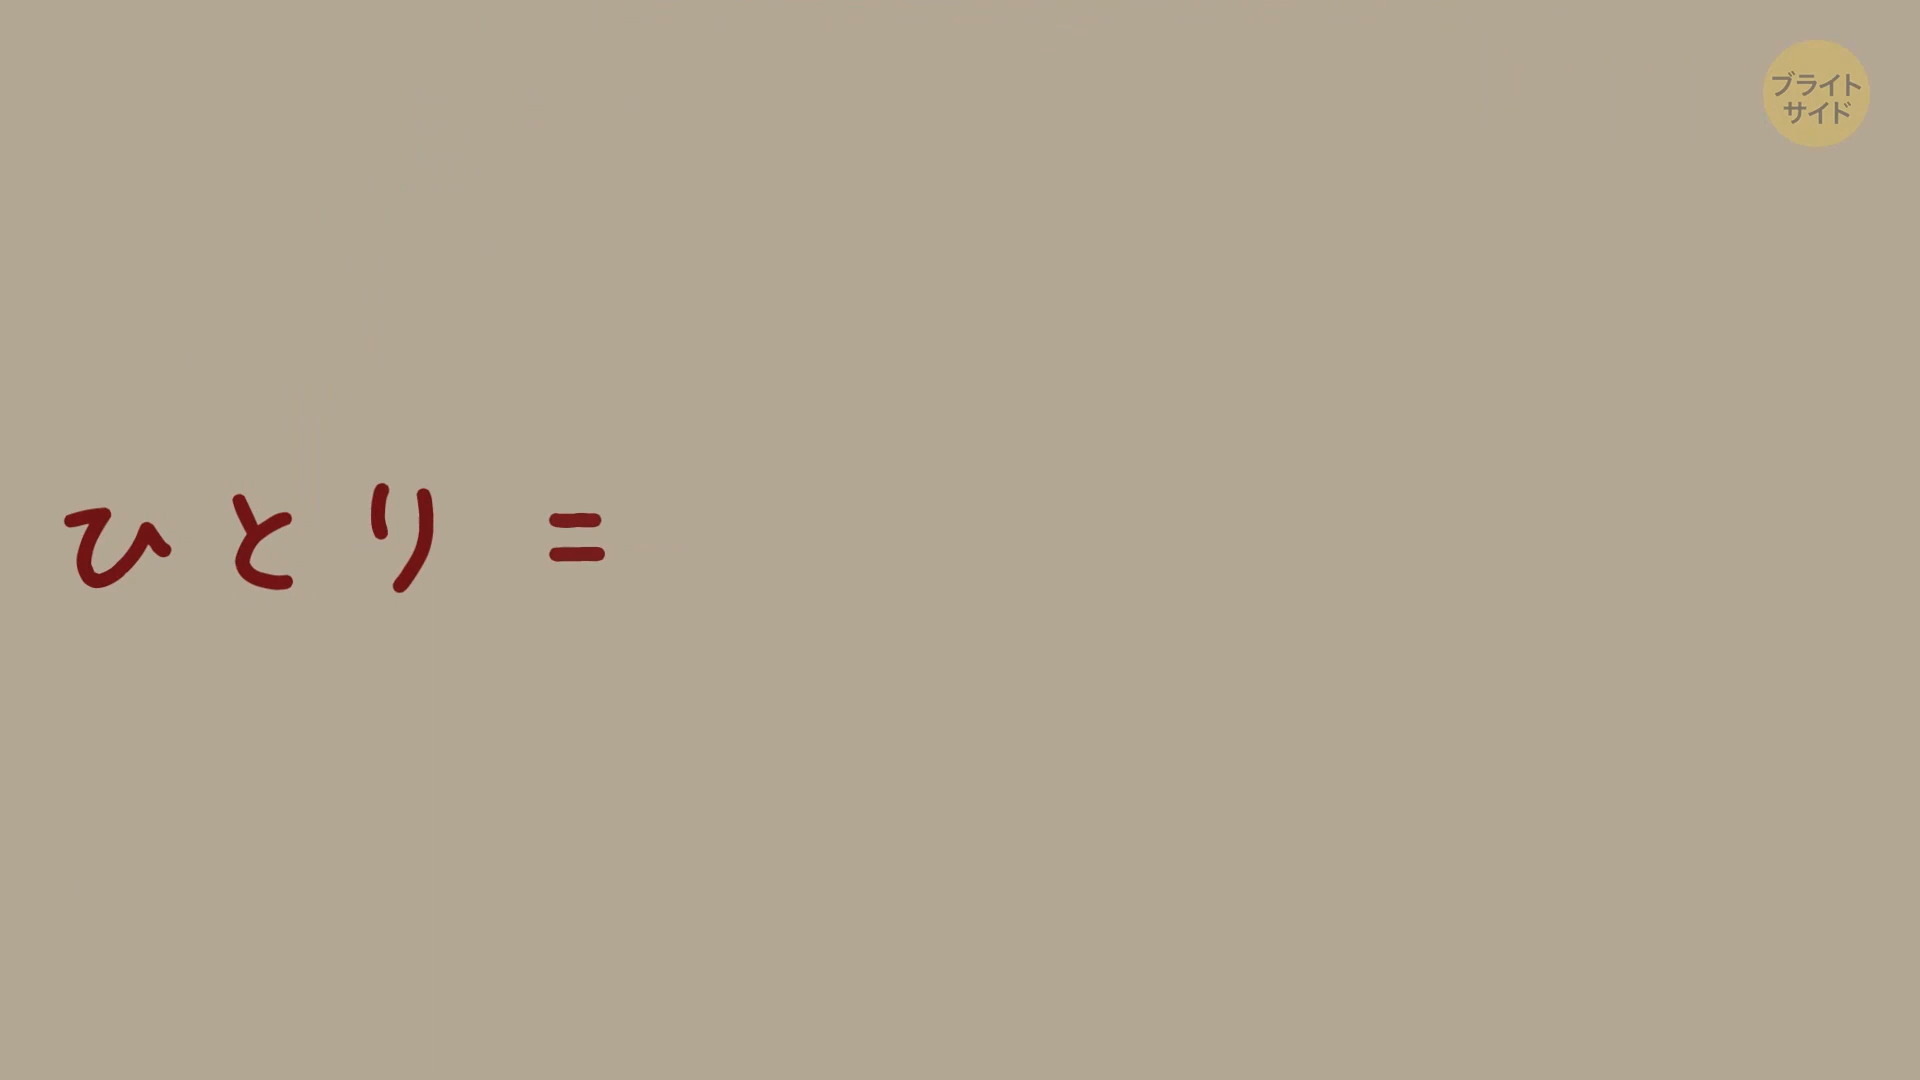 ブライト
サイド
ひとり =